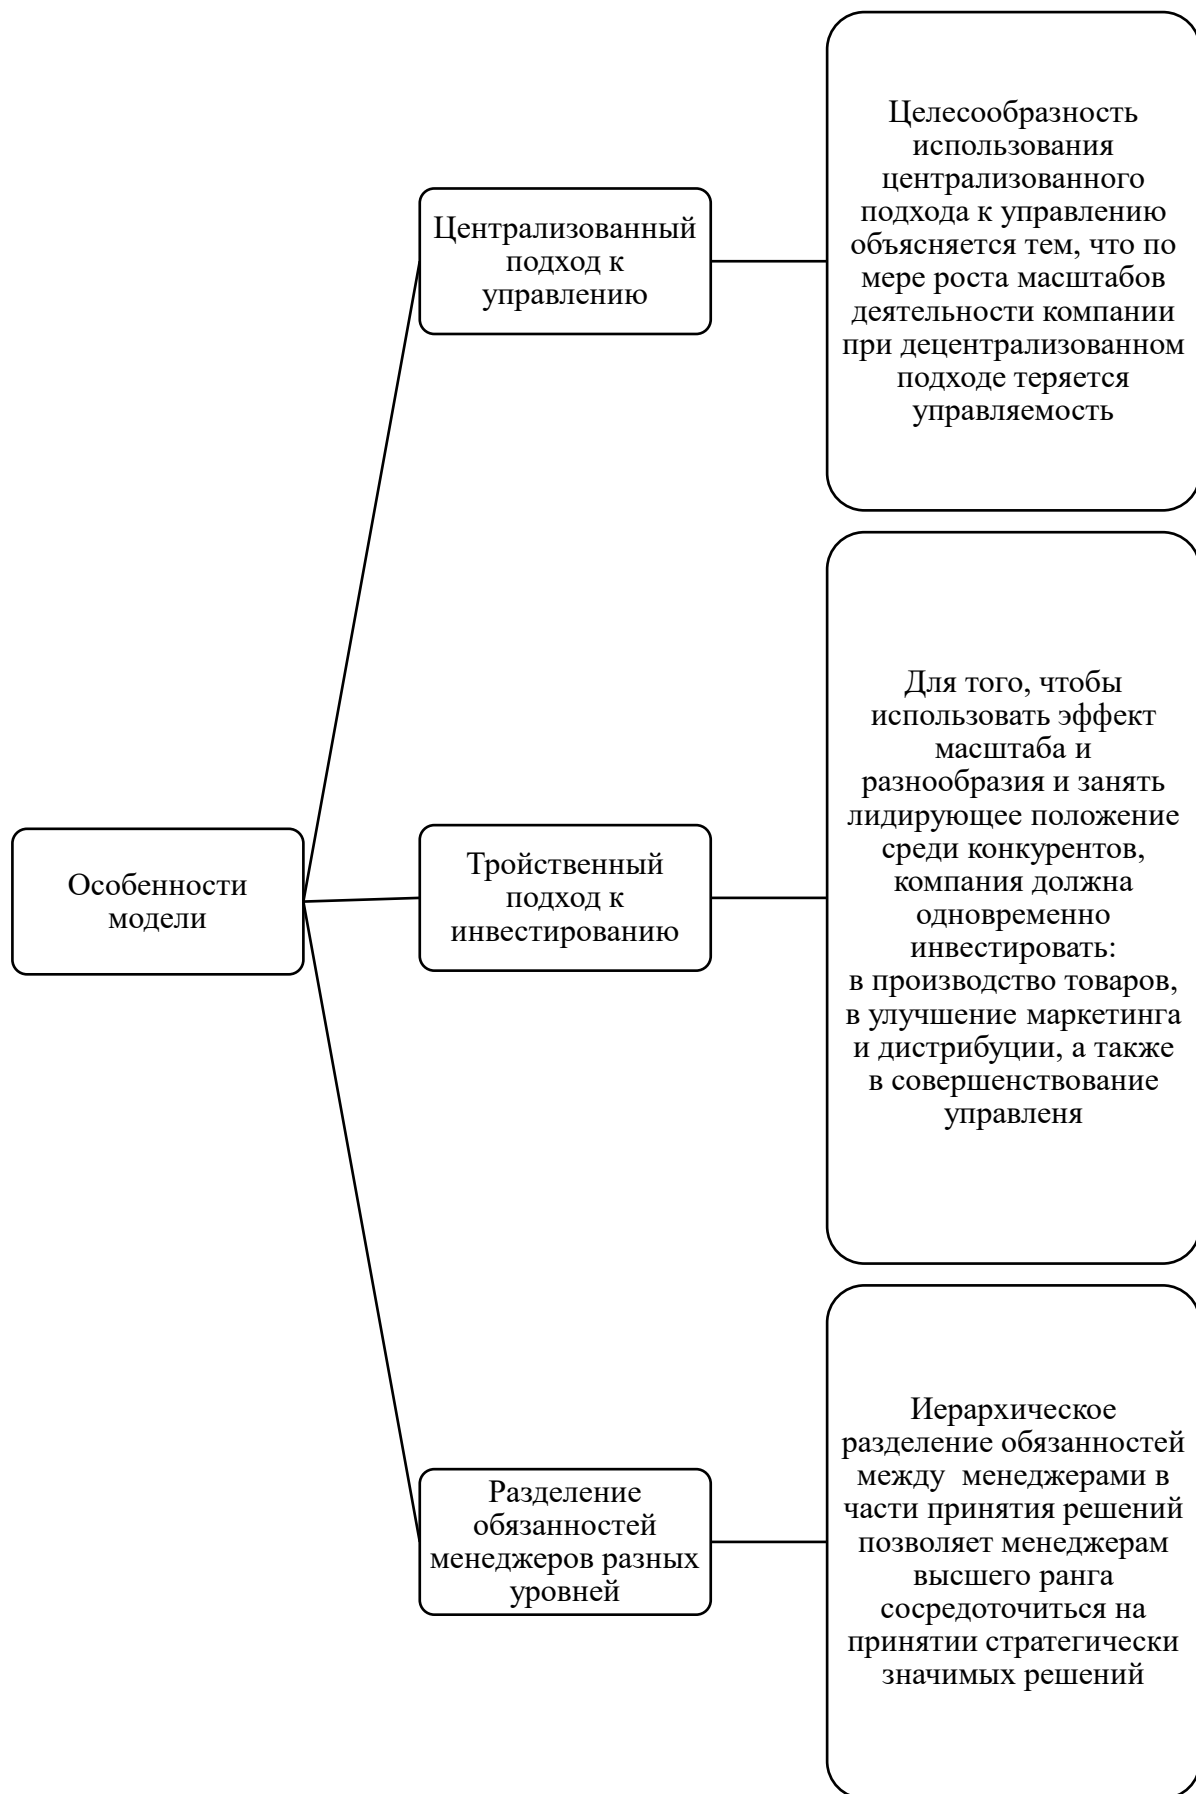 Особенности
модели
Централизованный
подход к
управлению
Целесообразность
использования
централизованного
подхода к управлению
объясняется тем, что по
мере роста масштабов
деятельности компании
при децентрализованном
подходе теряется
управляемость
Тройственный
подход к
инвестированию
Для того, чтобы
использовать эффект
масштаба и
разнообразия и занять
лидирующее положение
среди конкурентов,
компания должна
одновременно
инвестировать:
в производство товаров,
в улучшение маркетинга
и дистрибуции, а также
в совершенствование
управленя
Разделение
обязанностей
менеджеров разных
уровней
Иерархическое
разделение обязанностей
между  менеджерами в
части принятия решений
позволяет менеджерам
высшего ранга
сосредоточиться на
принятии стратегически
значимых решений